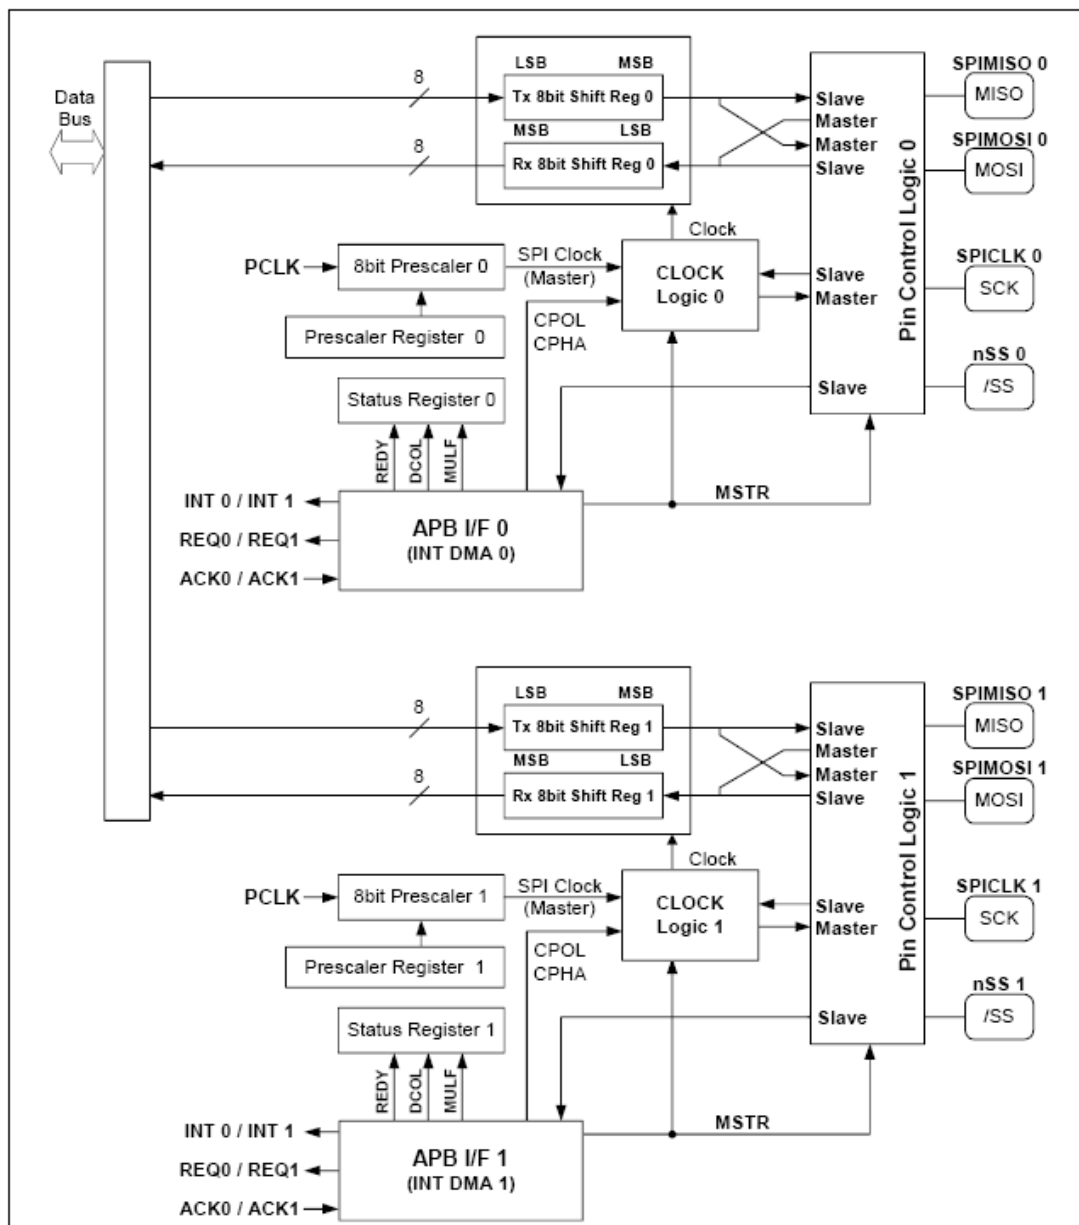 SPIMISO 0
LSB MSB
8
Data
Bus
Tx 8bit Shift Reg 0
Slave
MISO
Master
MSB LSB
SPIMOSI 0
8
Master
Rx 8bit Shift Reg 0
Slave
MOSI
Pin Control Logic 0
Clock
SPICLK 0
PCLK
8bit Prescaler 0
SPI Clock
(Master)
CLOCK
Logic 0
Slave
Master
SCK
Prescaler Register 0
CPOL
CPHA
nSS 0
Status Register 0
Slave
/SS
REDY
DCOL
MULF
INT 0 / INT 1
MSTR
APB I/F 0
(INT DMA 0)
REQ0 / REQ1
ACK0 / ACK1
SPIMISO 1
LSB MSB
8
Tx 8bit Shift Reg 1
Slave
MISO
Master
MSB LSB
SPIMOSI 1
8
Master
Rx 8bit Shift Reg 1
Slave
MOSI
Pin Control Logic 1
Clock
SPICLK 1
PCLK
8bit Prescaler 1
SPI Clock
(Master)
CLOCK
Logic 1
Slave
Master
SCK
Prescaler Register 1
CPOL
CPHA
nSS 1
Status Register 1
Slave
/SS
REDY
DCOL
MULF
INT 0 / INT 1
MSTR
APB I/F 1
(INT DMA 1)
REQ0 / REQ1
ACK0 / ACK1